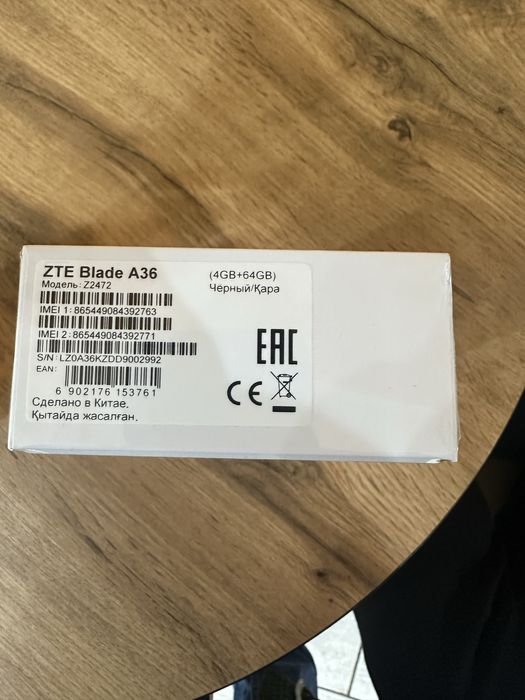 ZTE Blade A36
(4GB+64GB)
Модель: Z2472
Чёрный/Қара
IMEI 1: 865449084392763
IMEI 2: 865449084392771
S/N: LZ0A36KZDD9002992
EAN:
6 902176 153761
EAC
CE
Сделано в Китае.
Қытайда жасалған.